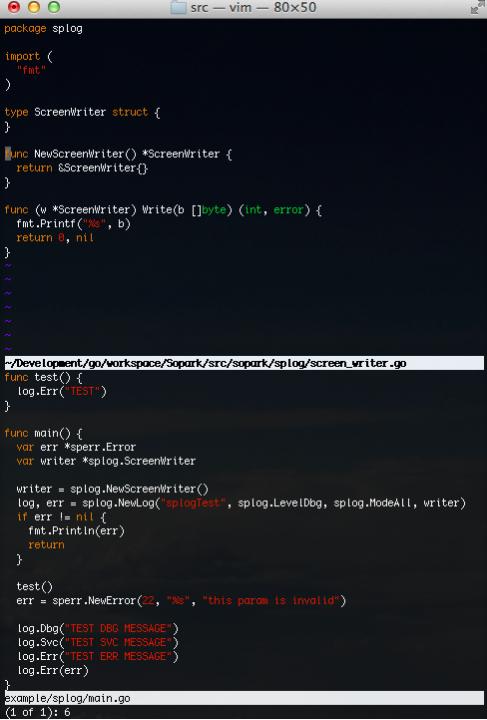 src — vim — 80×50
package splog
import (
"fmt"
)
type ScreenWriter struct {
}
func NewScreenWriter() *ScreenWriter {
return &ScreenWriter{}
}
func (w *ScreenWriter) Write(b []byte) (int, error) {
fmt.Printf("%s", b)
return 0, nil
}
~
~
~
~
~
~
~
~/Development/go/workspace/Sopark/src/sopark/splog/screen_writer.go
func test() {
log.Err("TEST")
}
func main() {
var err *sperr.Error
var writer *splog.ScreenWriter
writer = splog.NewScreenWriter()
log, err = splog.NewLog("splogTest", splog.LevelDbg, splog.ModeAll, writer)
if err != nil {
fmt.Println(err)
return
}
test()
err = sperr.NewError(22, "%s", "this param is invalid")
log.Dbg("TEST DBG MESSAGE")
log.Svc("TEST SVC MESSAGE")
log.Err("TEST ERR MESSAGE")
log.Err(err)
}
example/splog/main.go
(1 of 1): 6